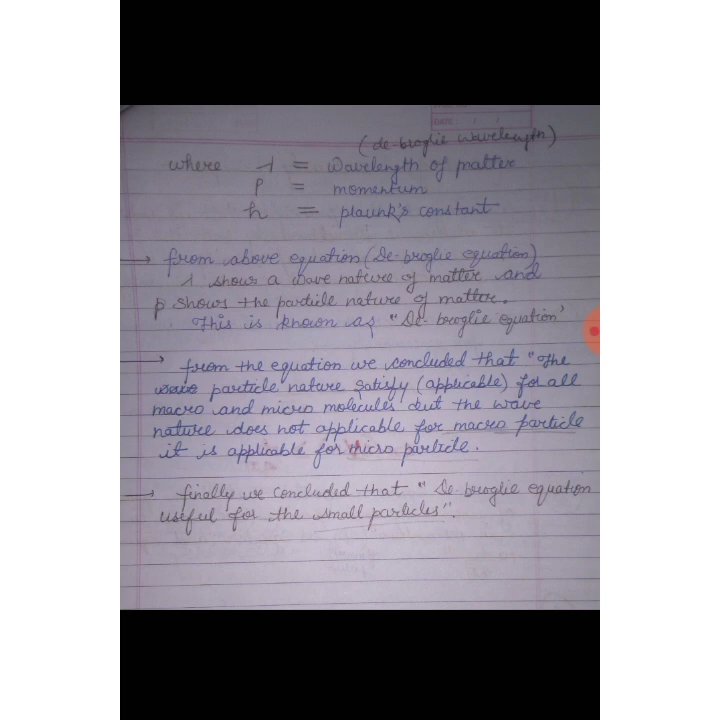 DATE / /
(de-broglie wavelength)
where λ = wavelength of matter
p = momentum
h = plaunk's constant
→ from above equation (De-broglie equation)
λ shows a wave nature of matter and
p shows the particle nature of matter.
This is known as "De-broglie equation'
→ from the equation we concluded that "The
particle nature satisfy (applicable) for all
macro and micro molecules but the wave
nature does not applicable for macro particle
it is applicable for micro particle.
→ finally we concluded that "De-broglie equation
useful for the small particles".